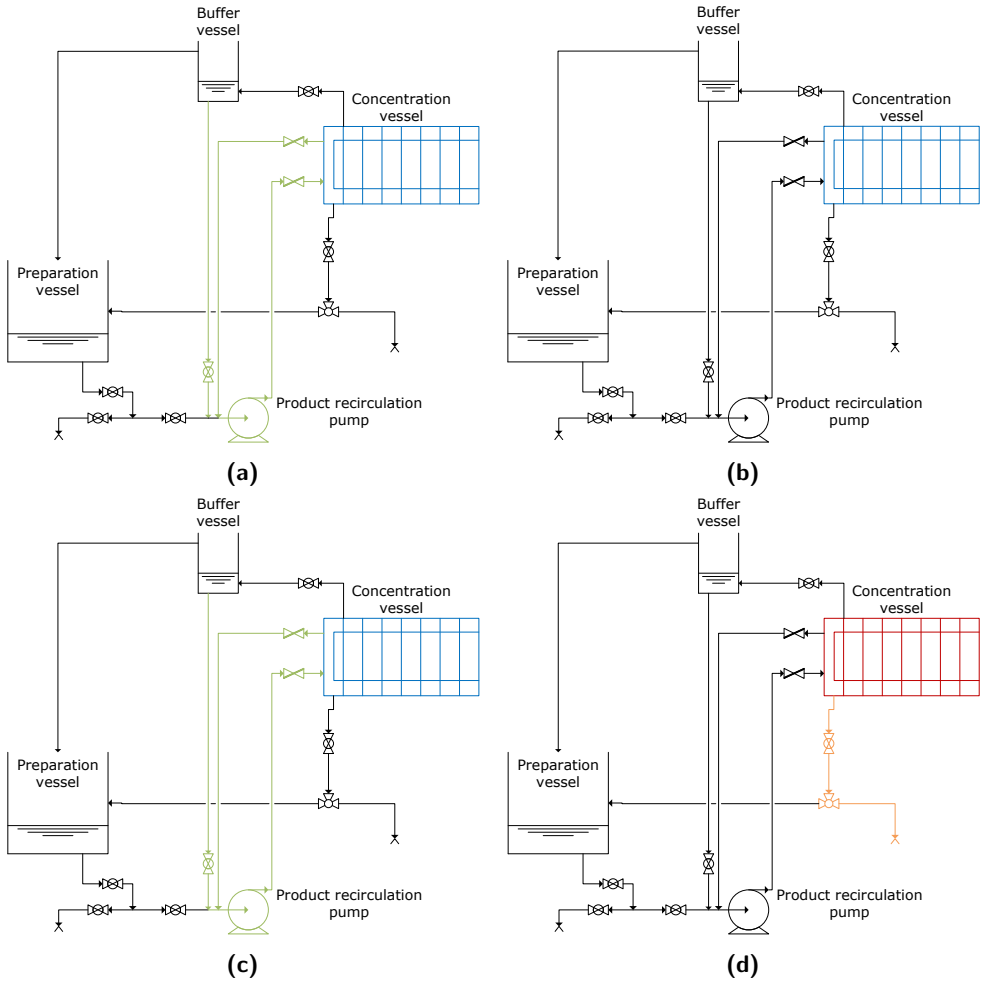 Buffer
vessel
Concentration
vessel
Preparation
vessel
Product recirculation
pump
(a)
Buffer
vessel
Concentration
vessel
Preparation
vessel
Product recirculation
pump
(b)
Buffer
vessel
Concentration
vessel
Preparation
vessel
Product recirculation
pump
(c)
Buffer
vessel
Concentration
vessel
Preparation
vessel
Product recirculation
pump
(d)